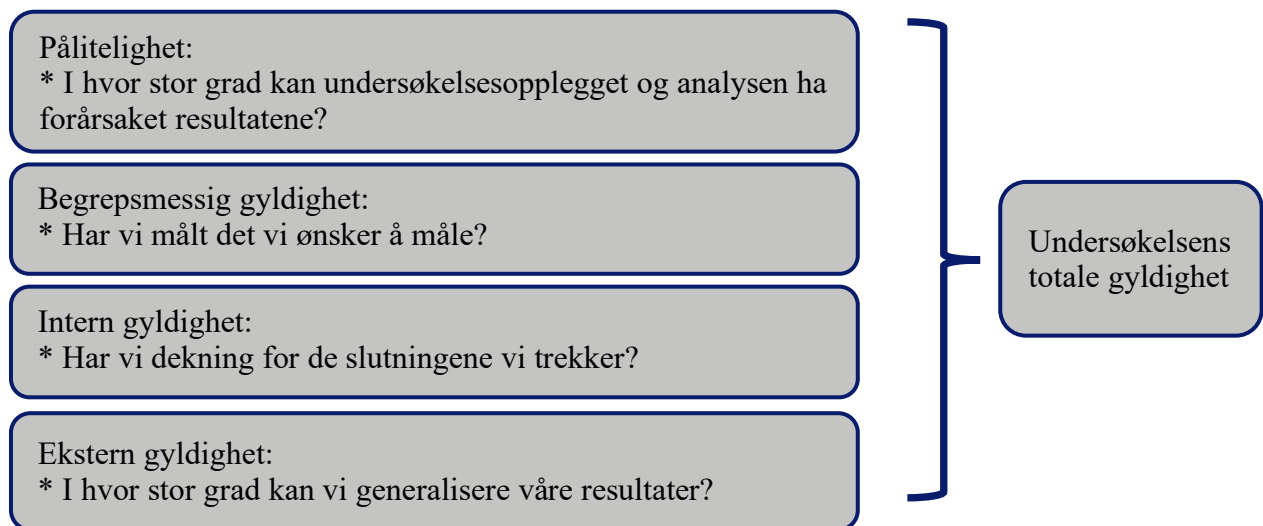 Pålitelighet:
* I hvor stor grad kan undersøkelsesopplegget og analysen ha
forårsaket resultatene?
Begrepsmessig gyldighet:
* Har vi målt det vi ønsker å måle?
Intern gyldighet:
* Har vi dekning for de slutningene vi trekker?
Ekstern gyldighet:
* I hvor stor grad kan vi generalisere våre resultater?
Undersøkelsens
totale gyldighet